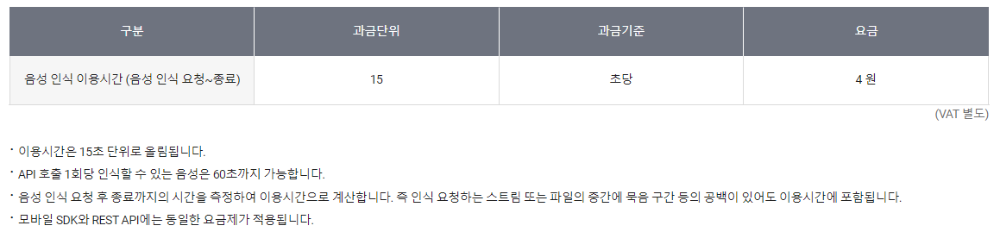 구분 과금단위 과금기준 요금
음성 인식 이용시간 (음성 인식 요청~종료) 15 초당 4 원
(VAT 별도)
· 이용시간은 15초 단위로 올림됩니다.
· API 호출 1회당 인식할 수 있는 음성은 60초까지 가능합니다.
· 음성 인식 요청 후 종료까지의 시간을 측정하여 이용시간으로 계산합니다. 즉 인식 요청하는 스트림 또는 파일의 중간에 묵음 구간 등의 공백이 있어도 이용시간에 포함됩니다.
· 모바일 SDK와 REST API에는 동일한 요금제가 적용됩니다.